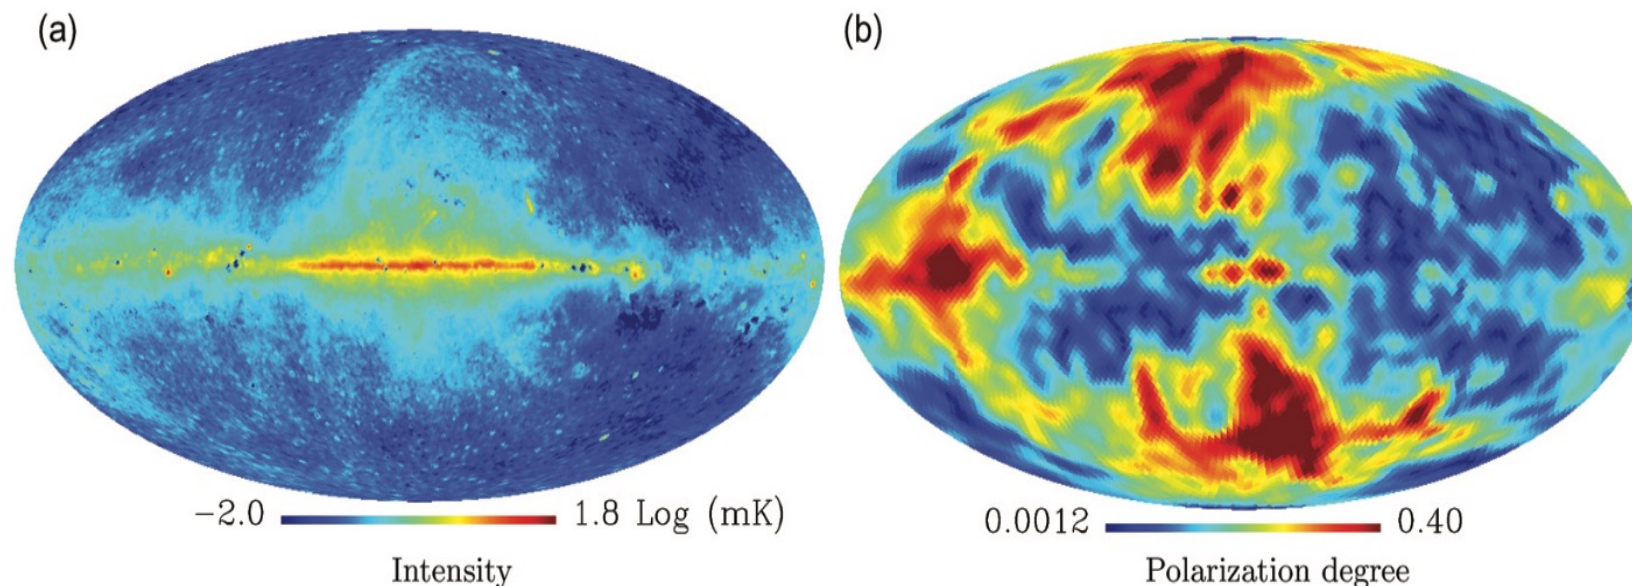 (a)
(b)
−2.0 1.8 Log (mK)
Intensity
0.0012 0.40
Polarization degree